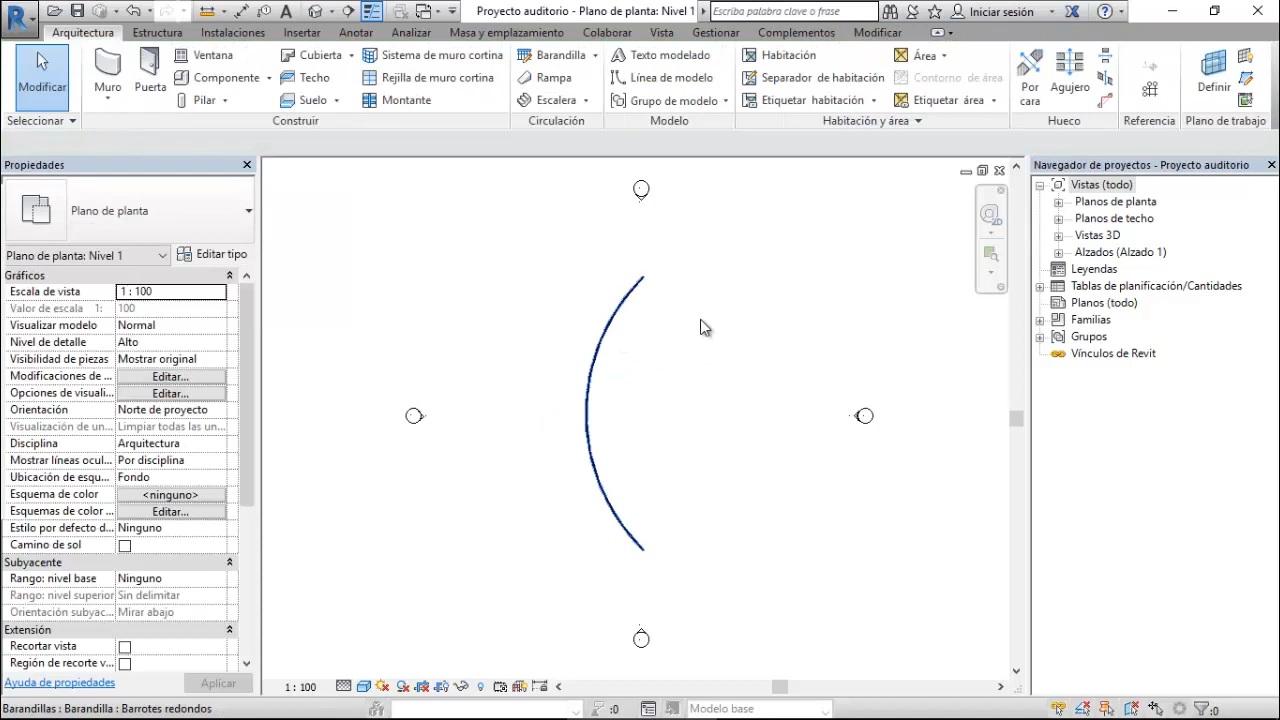 Proyecto auditorio - Plano de planta: Nivel 1
Escriba palabra clave o frase
Iniciar sesión
Arquitectura Estructura Instalaciones Insertar Anotar Analizar Masa y emplazamiento Colaborar Vista Gestionar Complementos Modificar
Modificar
Seleccionar
Muro
Puerta
Ventana
Componente
Pilar
Cubierta
Techo
Suelo
Sistema de muro cortina
Rejilla de muro cortina
Montante
Construir
Barandilla
Rampa
Escalera
Circulación
Texto modelado
Línea de modelo
Grupo de modelo
Modelo
Habitación
Separador de habitación
Etiquetar habitación
Área
Contorno de área
Etiquetar área
Habitación y área
Por cara
Agujero
Hueco
Referencia
Definir
Plano de trabajo
Propiedades
Plano de planta
Plano de planta: Nivel 1
Editar tipo
Gráficos
Escala de vista 1 : 100
Valor de escala 1: 100
Visualizar modelo Normal
Nivel de detalle Alto
Visibilidad de piezas Mostrar original
Modificaciones de ... Editar...
Opciones de visuali... Editar...
Orientación Norte de proyecto
Visualización de un... Limpiar todas las un...
Disciplina Arquitectura
Mostrar líneas ocul... Por disciplina
Ubicación de esqu... Fondo
Esquema de color <ninguno>
Esquemas de color ... Editar...
Estilo por defecto d... Ninguno
Camino de sol
Subyacente
Rango: nivel base Ninguno
Rango: nivel superior Sin delimitar
Orientación subyac... Mirar abajo
Extensión
Recortar vista
Región de recorte v...
Ayuda de propiedades
Aplicar
2D
1 : 100
Navegador de proyectos - Proyecto auditorio
Vistas (todo)
Planos de planta
Planos de techo
Vistas 3D
Alzados (Alzado 1)
Leyendas
Tablas de planificación/Cantidades
Planos (todo)
Familias
Grupos
Vínculos de Revit
Barandillas : Barandilla : Barrotes redondos
:0
Modelo base
:0